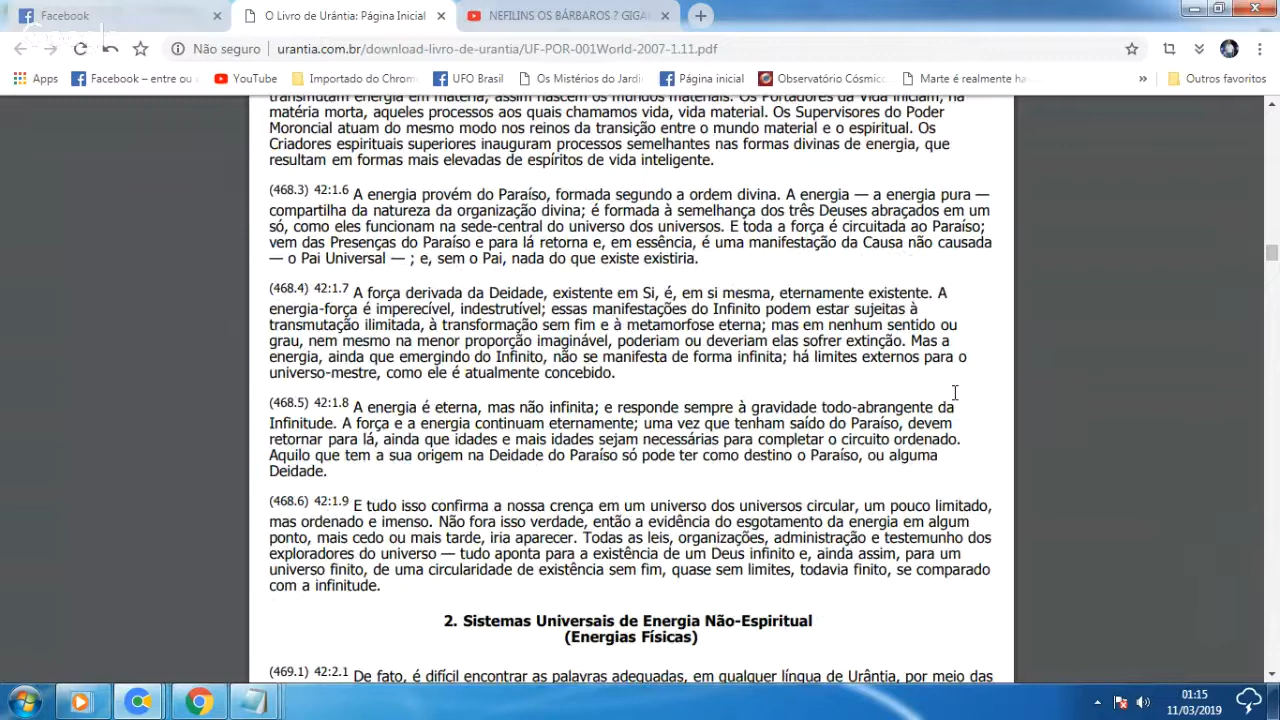 Facebook
O Livro de Urântia: Página Inicial
NEFILINS OS BÁRBAROS ? GIGA
Não seguro
urantia.com.br/download-livro-de-urantia/UF-POR-001World-2007-1.11.pdf
Apps
Facebook – entre ou
YouTube
Importado do Chrom
UFO Brasil
Os Mistérios do Jardi
Página inicial
Observatório Cósmic
Marte é realmente ha
»
Outros favoritos
transmutam energia em matéria, assim nascem os mundos materiais. Os Portadores da Vida iniciam, na
matéria morta, aqueles processos aos quais chamamos vida, vida material. Os Supervisores do Poder
Moroncial atuam do mesmo modo nos reinos da transição entre o mundo material e o espiritual. Os
Criadores espirituais superiores inauguram processos semelhantes nas formas divinas de energia, que
resultam em formas mais elevadas de espíritos de vida inteligente.
(468.3) 42:1.6 A energia provém do Paraíso, formada segundo a ordem divina. A energia — a energia pura —
compartilha da natureza da organização divina; é formada à semelhança dos três Deuses abraçados em um
só, como eles funcionam na sede-central do universo dos universos. E toda a força é circuitada ao Paraíso;
vem das Presenças do Paraíso e para lá retorna e, em essência, é uma manifestação da Causa não causada
— o Pai Universal — ; e, sem o Pai, nada do que existe existiria.
(468.4) 42:1.7 A força derivada da Deidade, existente em Si, é, em si mesma, eternamente existente. A
energia-força é imperecível, indestrutível; essas manifestações do Infinito podem estar sujeitas à
transmutação ilimitada, à transformação sem fim e à metamorfose eterna; mas em nenhum sentido ou
grau, nem mesmo na menor proporção imaginável, poderiam ou deveriam elas sofrer extinção. Mas a
energia, ainda que emergindo do Infinito, não se manifesta de forma infinita; há limites externos para o
universo-mestre, como ele é atualmente concebido.
(468.5) 42:1.8 A energia é eterna, mas não infinita; e responde sempre à gravidade todo-abrangente da
Infinitude. A força e a energia continuam eternamente; uma vez que tenham saído do Paraíso, devem
retornar para lá, ainda que idades e mais idades sejam necessárias para completar o circuito ordenado.
Aquilo que tem a sua origem na Deidade do Paraíso só pode ter como destino o Paraíso, ou alguma
Deidade.
(468.6) 42:1.9 E tudo isso confirma a nossa crença em um universo dos universos circular, um pouco limitado,
mas ordenado e imenso. Não fora isso verdade, então a evidência do esgotamento da energia em algum
ponto, mais cedo ou mais tarde, iria aparecer. Todas as leis, organizações, administração e testemunho dos
exploradores do universo — tudo aponta para a existência de um Deus infinito e, ainda assim, para um
universo finito, de uma circularidade de existência sem fim, quase sem limites, todavia finito, se comparado
com a infinitude.
2. Sistemas Universais de Energia Não-Espiritual
(Energias Físicas)
(469.1) 42:2.1 De fato, é difícil encontrar as palavras adequadas, em qualquer língua de Urântia, por meio das
01:15
11/03/2019